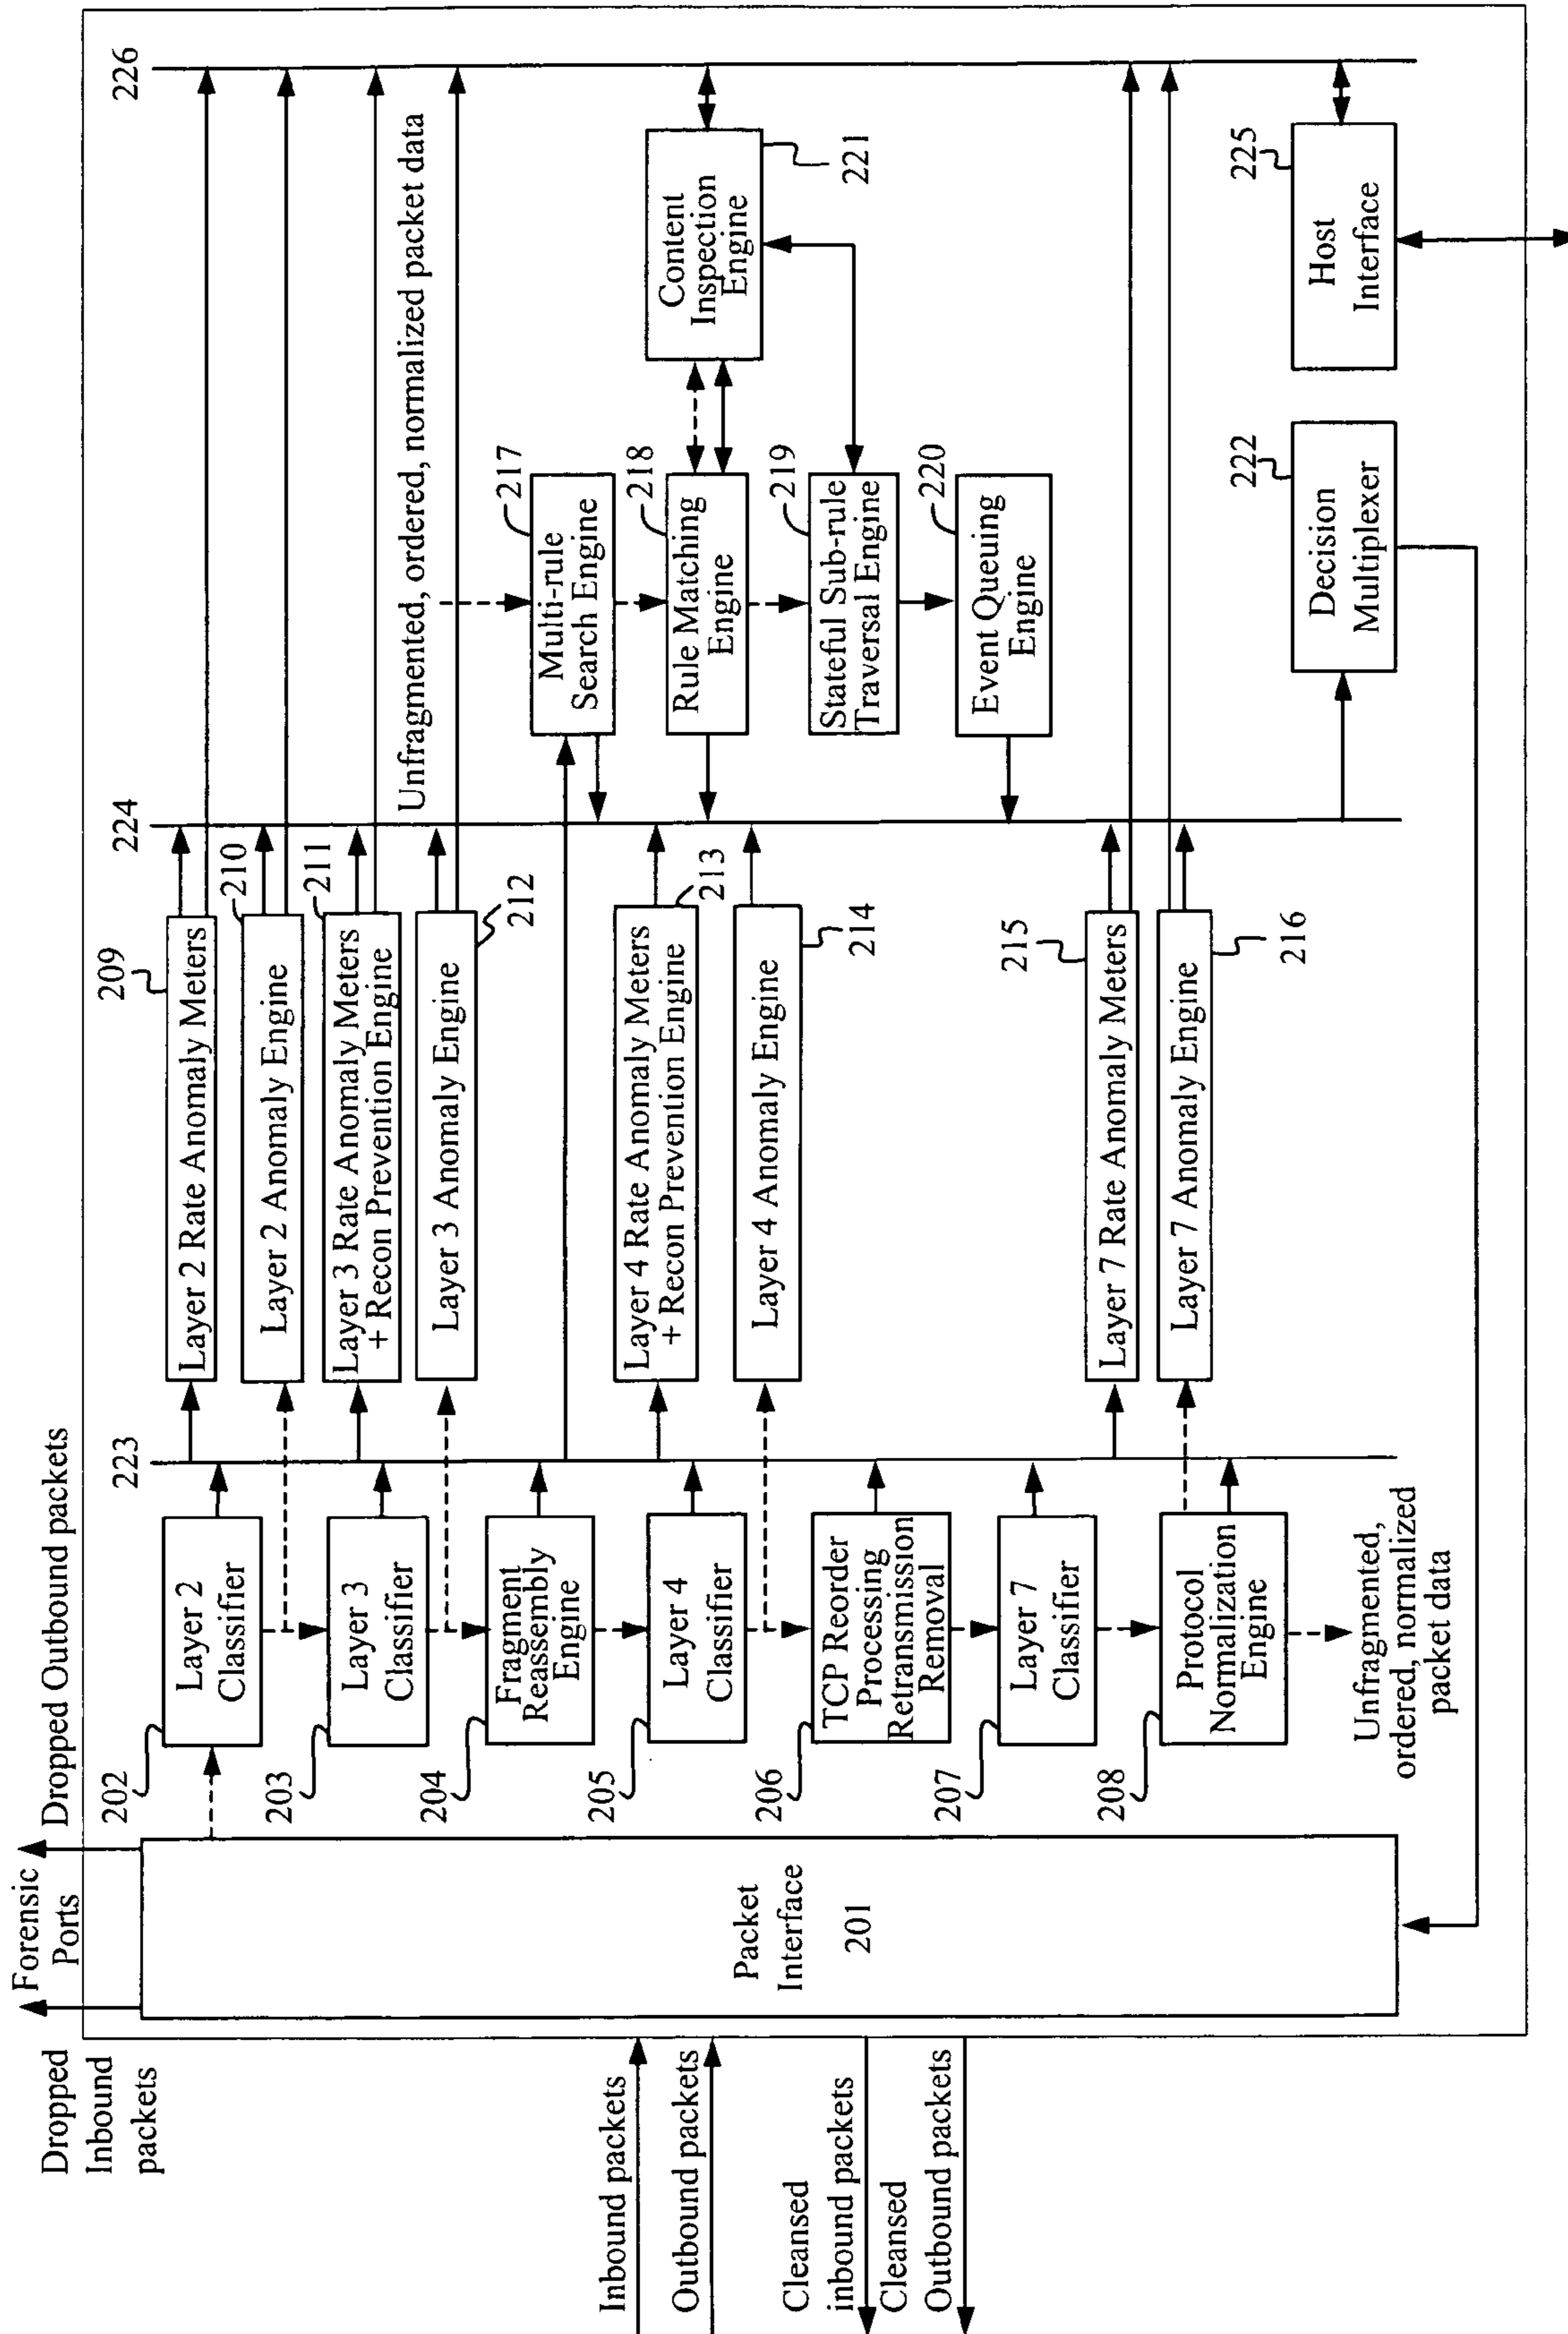 Dropped
Inbound
packets
Forensic
Ports
Dropped Outbound packets
Inbound packets
Outbound packets
Cleansed
inbound packets
Cleansed
Outbound packets
Packet
Interface
201
202
Layer 2
Classifier
203
Layer 3
Classifier
204
Fragment
Reassembly
Engine
205
Layer 4
Classifier
206
TCP Reorder
Processing
Retransmission
Removal
207
Layer 7
Classifier
208
Protocol
Normalization
Engine
Unfragmented,
ordered, normalized
packet data
223
209
Layer 2 Rate Anomaly Meters
210
Layer 2 Anomaly Engine
211
Layer 3 Rate Anomaly Meters
+ Recon Prevention Engine
212
Layer 3 Anomaly Engine
213
Layer 4 Rate Anomaly Meters
+ Recon Prevention Engine
214
Layer 4 Anomaly Engine
215
Layer 7 Rate Anomaly Meters
216
Layer 7 Anomaly Engine
224
Unfragmented, ordered, normalized packet data
217
Multi-rule
Search Engine
218
Rule Matching
Engine
219
Stateful Sub-rule
Traversal Engine
220
Event Queuing
Engine
221
Content
Inspection
Engine
222
Decision
Multiplexer
225
Host
Interface
226